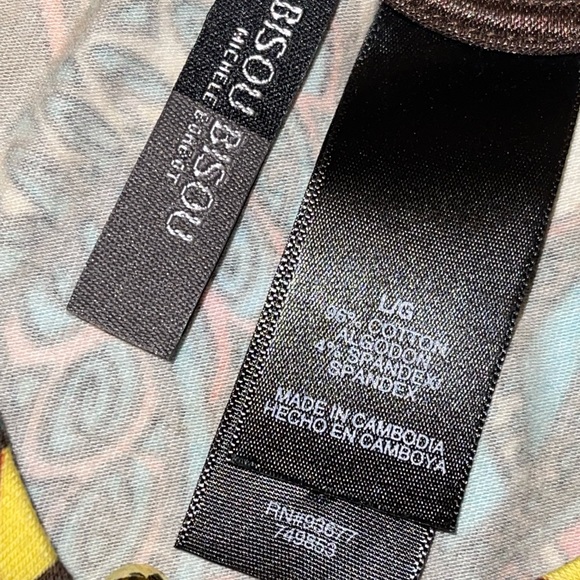 BISOU BISOU
MICHELE BOHBOT
L/G
96% COTTON/
ALGODON
4% SPANDEX/
SPANDEX
MADE IN CAMBODIA
HECHO EN CAMBOYA
RN#93677
749853